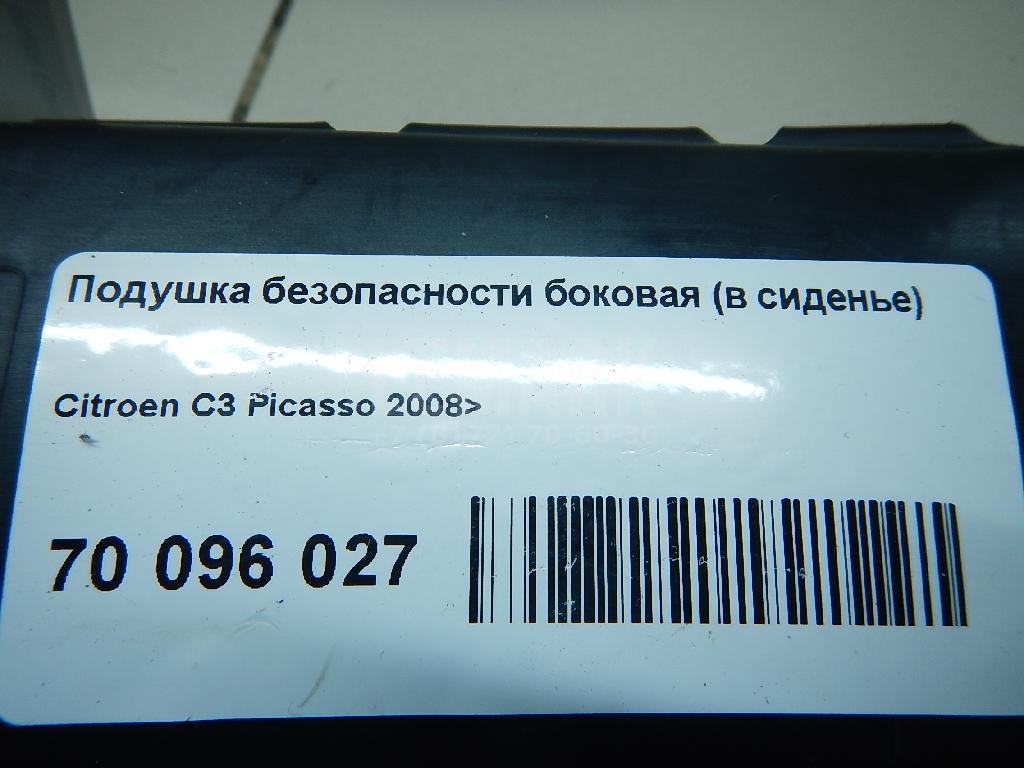 Подушка безопасности боковая (в сиденье)
Citroen C3 Picasso 2008>
70 096 027